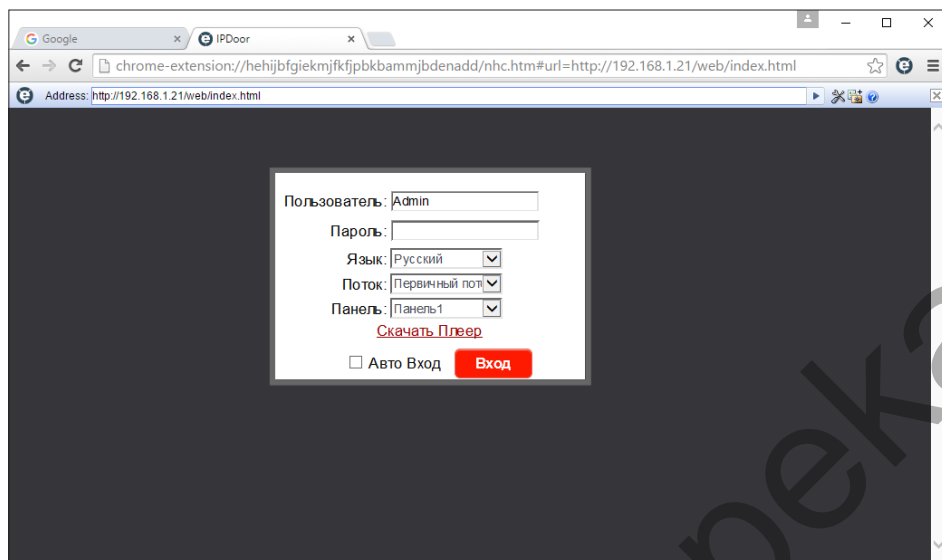 Google
IPDoor
chrome-extension://hehijbfgiekmjfkfjpbkbammjbdenadd/nhc.htm#url=http://192.168.1.21/web/index.html
Address: http://192.168.1.21/web/index.html
Пользователь: Admin
Пароль:
Язык: Русский
Поток: Первичный пот
Панель: Панель1
Скачать Плеер
Авто Вход Вход